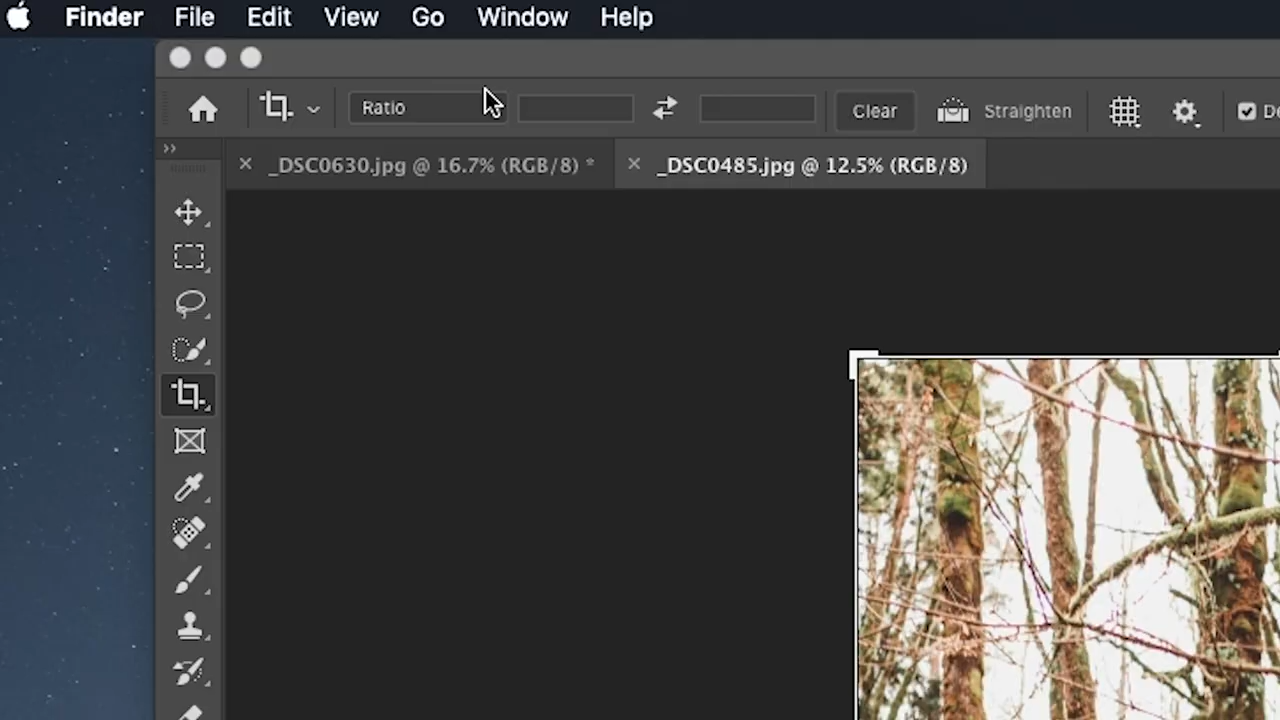 Finder File Edit View Go Window Help
Ratio Clear Straighten
_DSC0630.jpg @ 16.7% (RGB/8) * _DSC0485.jpg @ 12.5% (RGB/8)